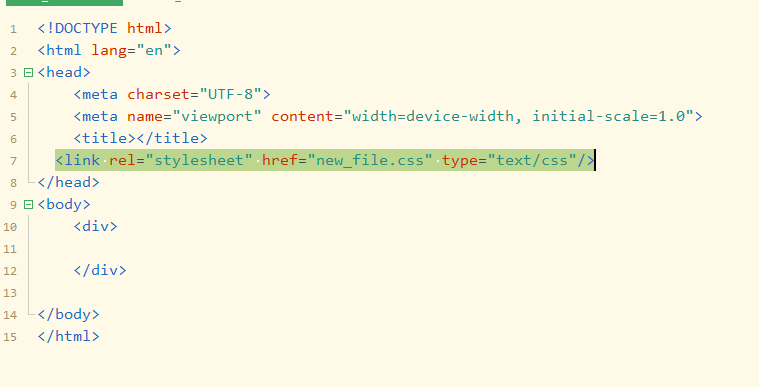 1 <!DOCTYPE html>
2 <html lang="en">
3 <head>
4 <meta charset="UTF-8">
5 <meta name="viewport" content="width=device-width, initial-scale=1.0">
6 <title></title>
7 <link rel="stylesheet" href="new_file.css" type="text/css"/>
8 </head>
9 <body>
10 <div>
11
12 </div>
13
14 </body>
15 </html>